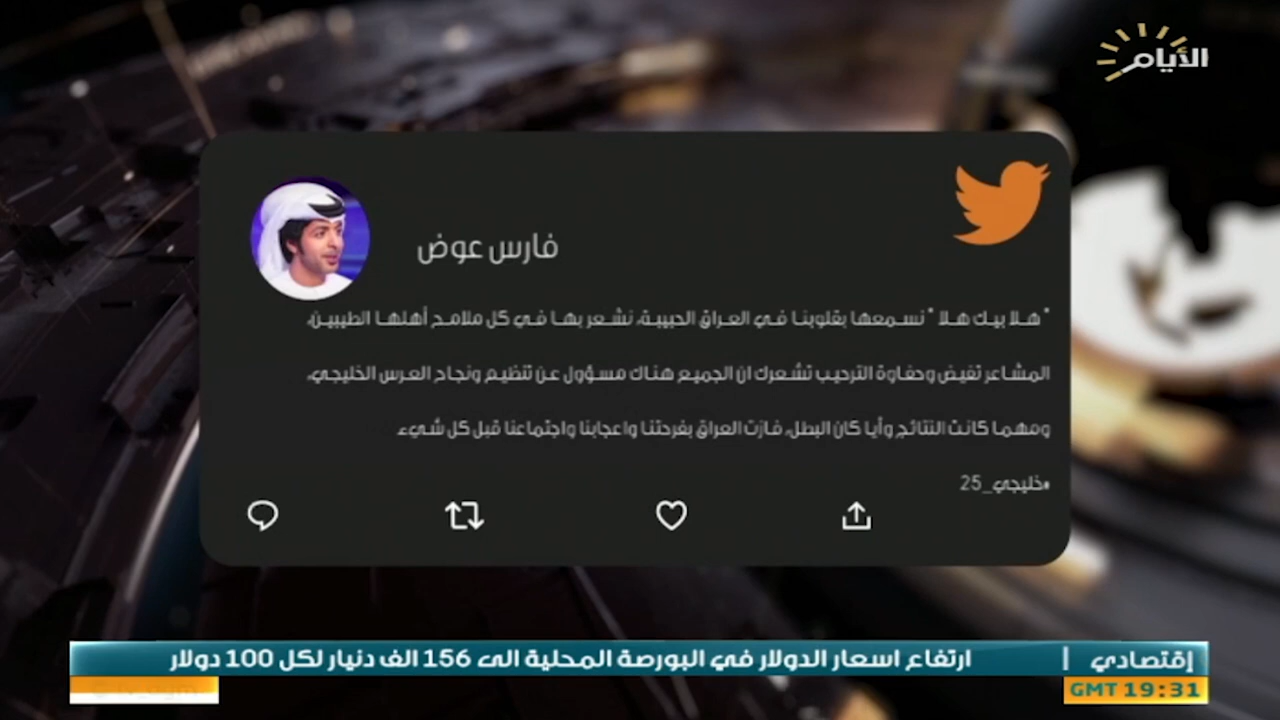 الأيام
فارس عوض
" هلا بيك هلا " نسمعها بقلوبنا في العراق الحبيبة، نشعر بها في كل ملامح أهلها الطيبين،
المشاعر تفيض وحفاوة الترحيب تشعرك ان الجميع هناك مسؤول عن تنظيم ونجاح العرس الخليجي،
ومهما كانت النتائج وأيا كان البطل، فازت العراق بفرحتنا واعجابنا واجتماعنا قبل كل شيء
#خليجي_25
إقتصادي | ارتفاع اسعار الدولار في البورصة المحلية الى 156 الف دنيار لكل 100 دولار
GMT 19:31